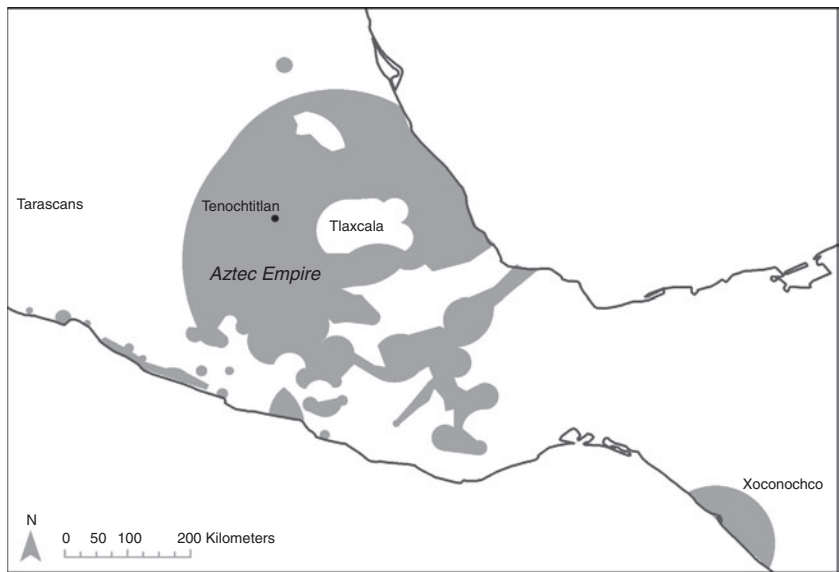 Tarascans
Tenochtitlan
Tlaxcala
Aztec Empire
Xoconochco
N
0 50 100 200 Kilometers